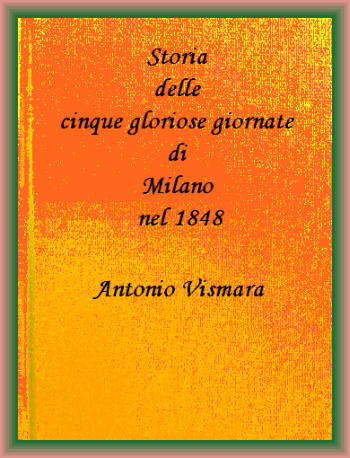 Storia
delle
cinque gloriose giornate
di
Milano
nel 1848
Antonio Vismara